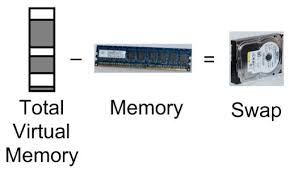 – =
Total Memory Swap
Virtual
Memory